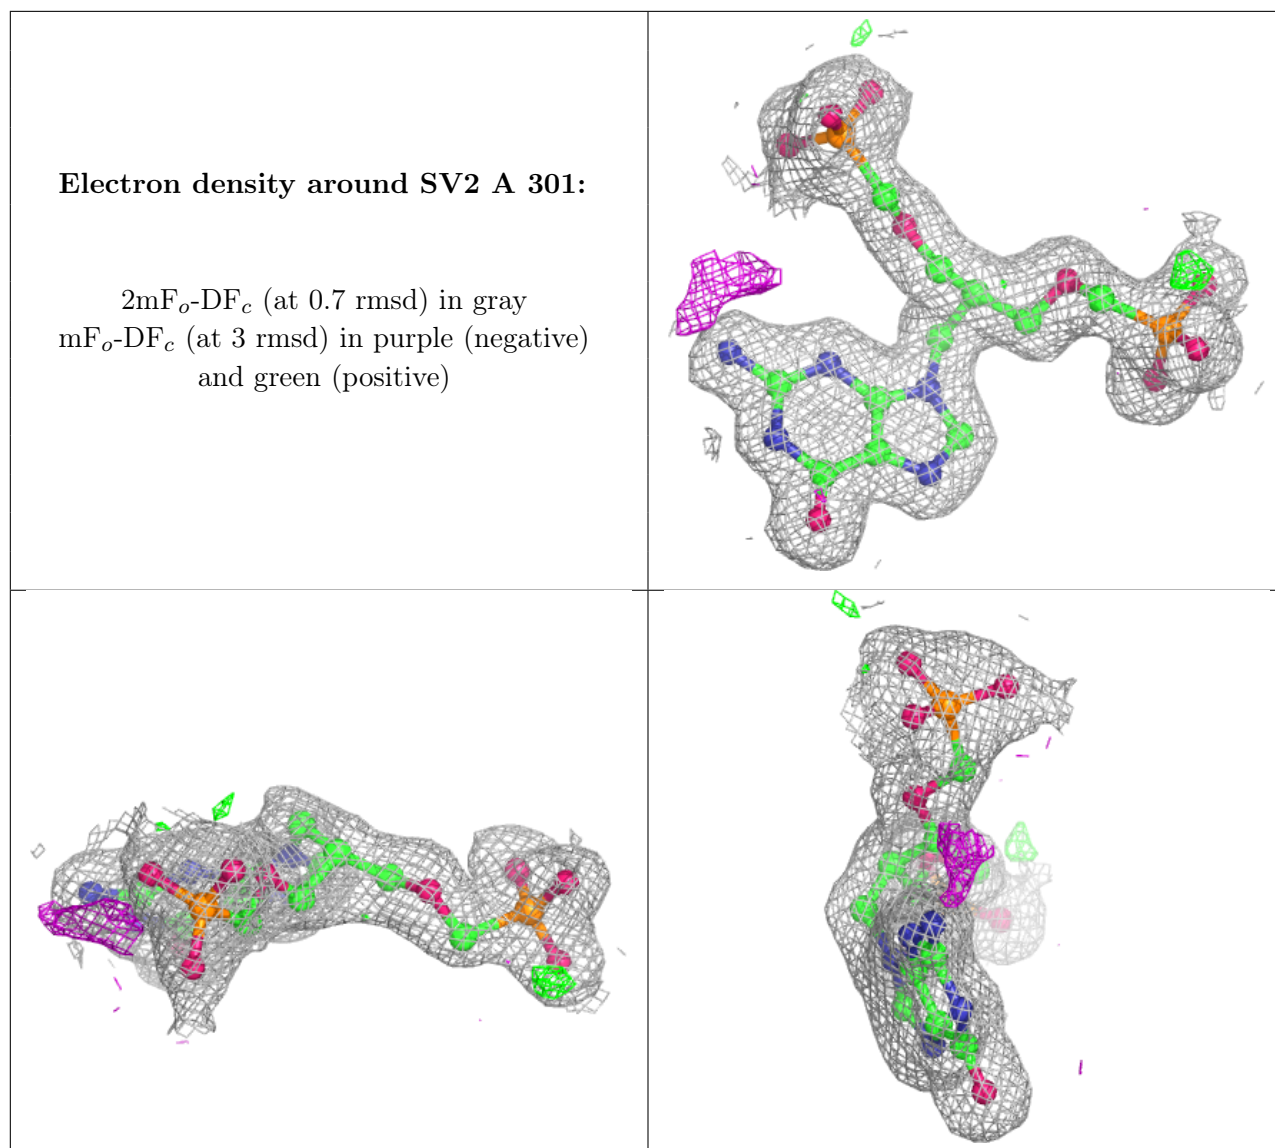 Electron density around SV2 A 301:
2mFo-DFc (at 0.7 rmsd) in gray
mFo-DFc (at 3 rmsd) in purple (negative)
and green (positive)